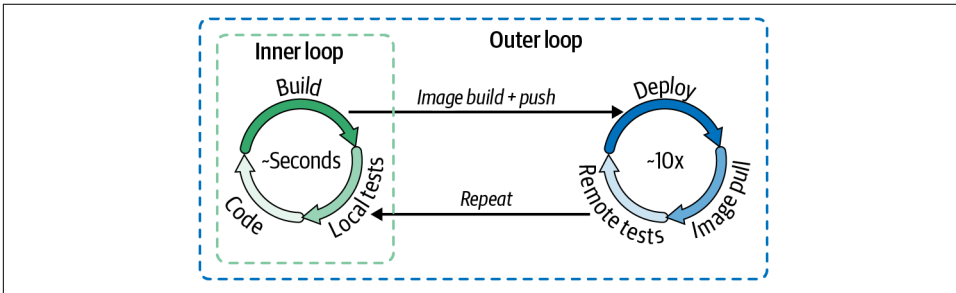 Outer loop
Inner loop
Build
~Seconds
Local tests
Code
Image build + push
Repeat
Deploy
~10x
Image pull
Remote tests